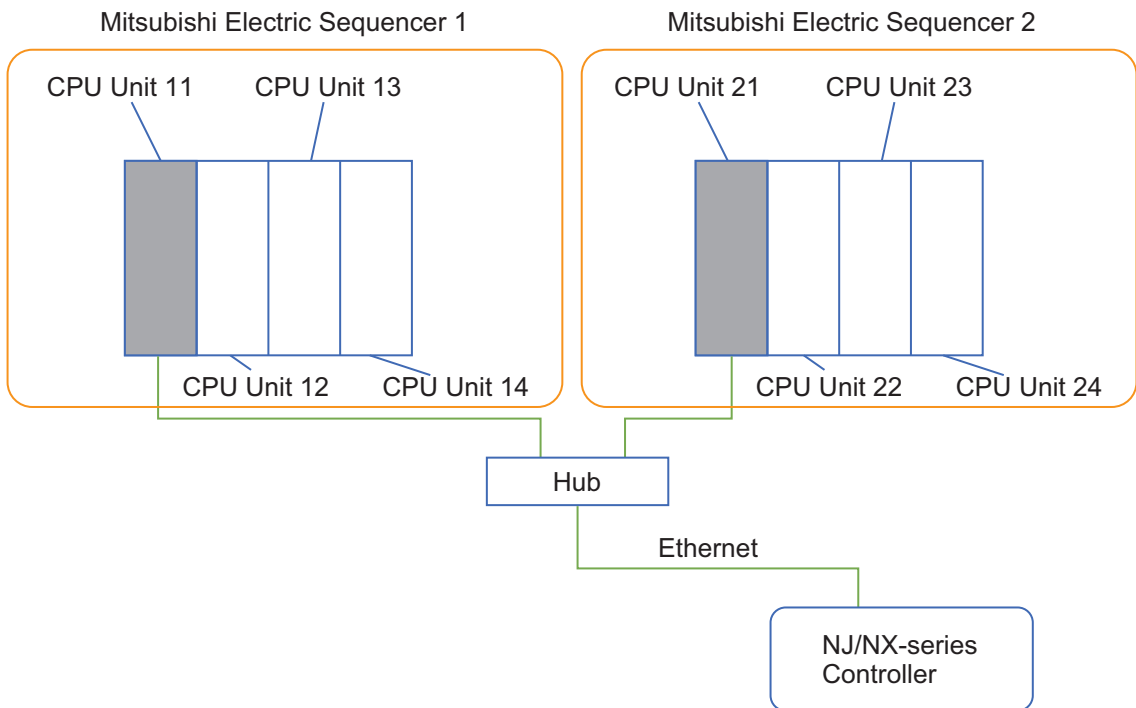 Mitsubishi Electric Sequencer 1
Mitsubishi Electric Sequencer 2
CPU Unit 11
CPU Unit 13
CPU Unit 21
CPU Unit 23
CPU Unit 12
CPU Unit 14
CPU Unit 22
CPU Unit 24
Hub
Ethernet
NJ/NX-series
Controller